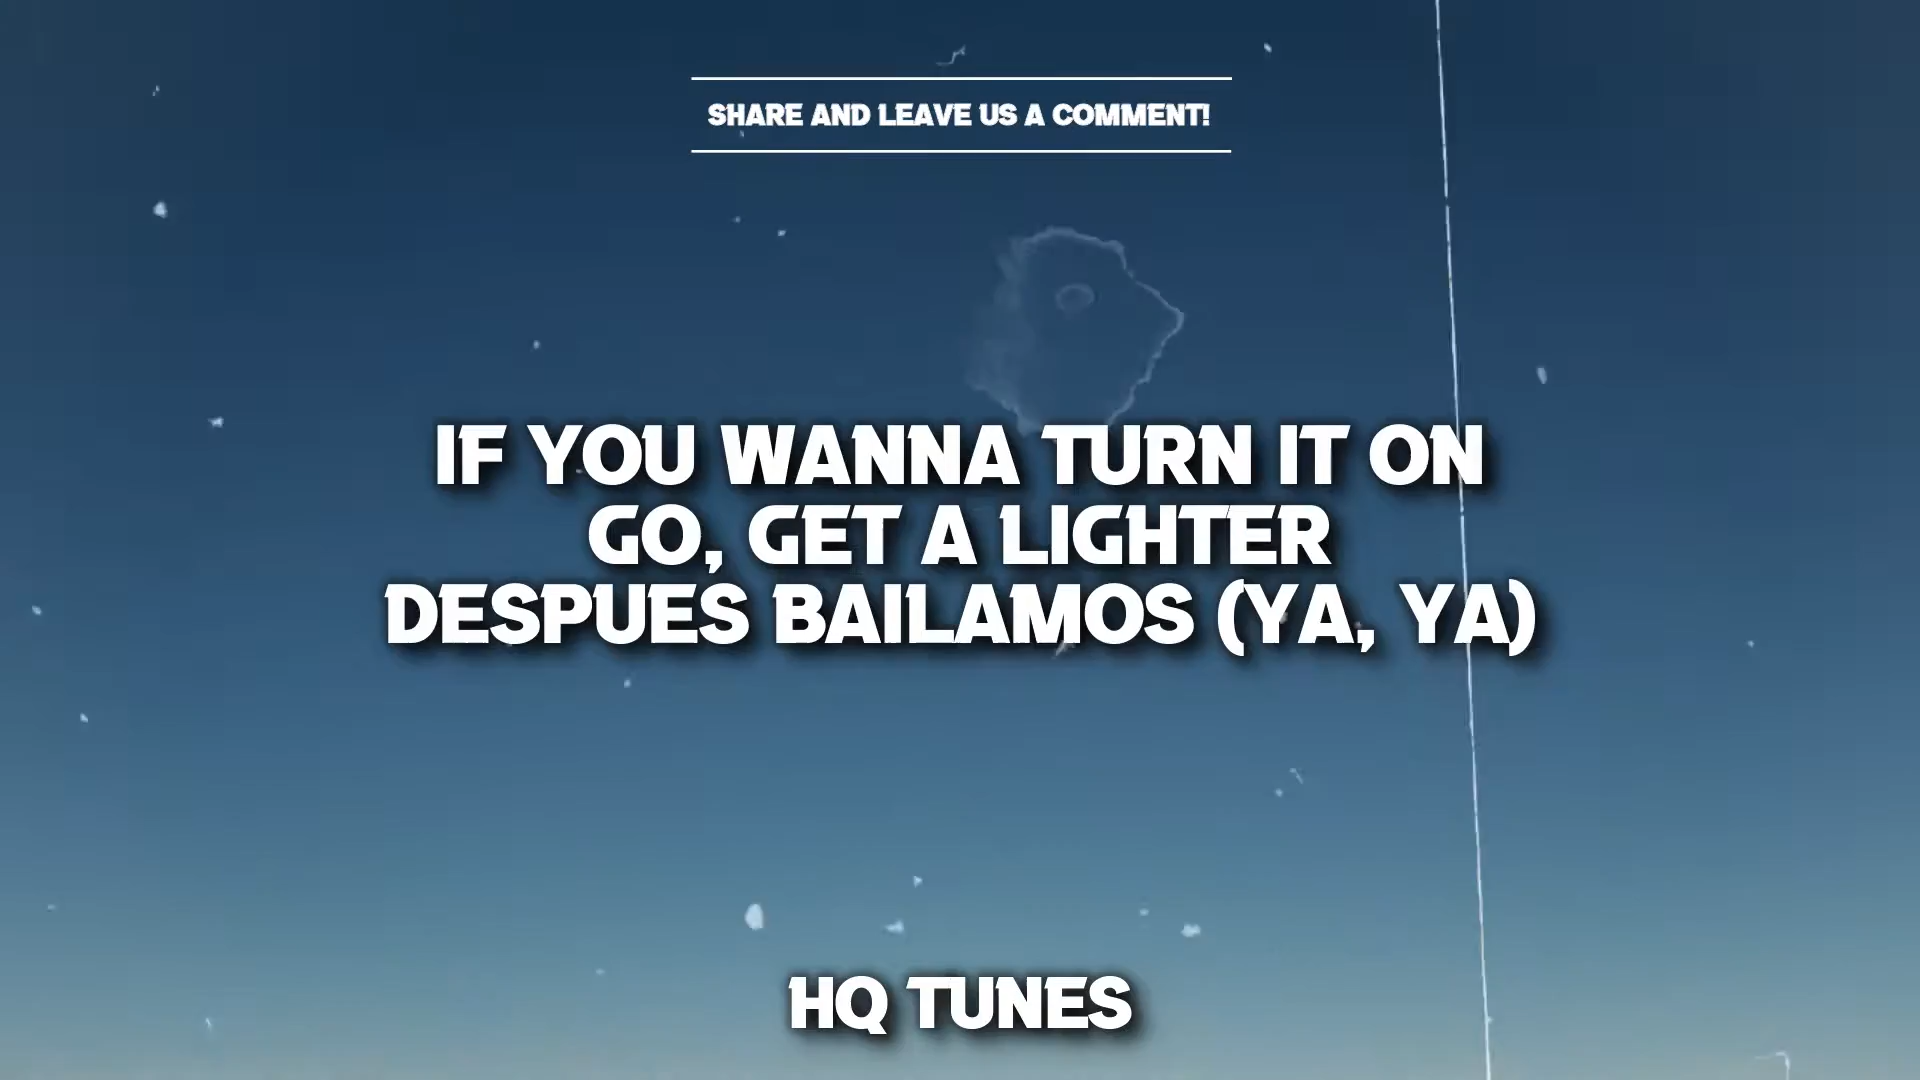 SHARE AND LEAVE US A COMMENT!
IF YOU WANNA TURN IT ON
GO, GET A LIGHTER
DESPUES BAILAMOS (YA, YA)
HQ TUNES